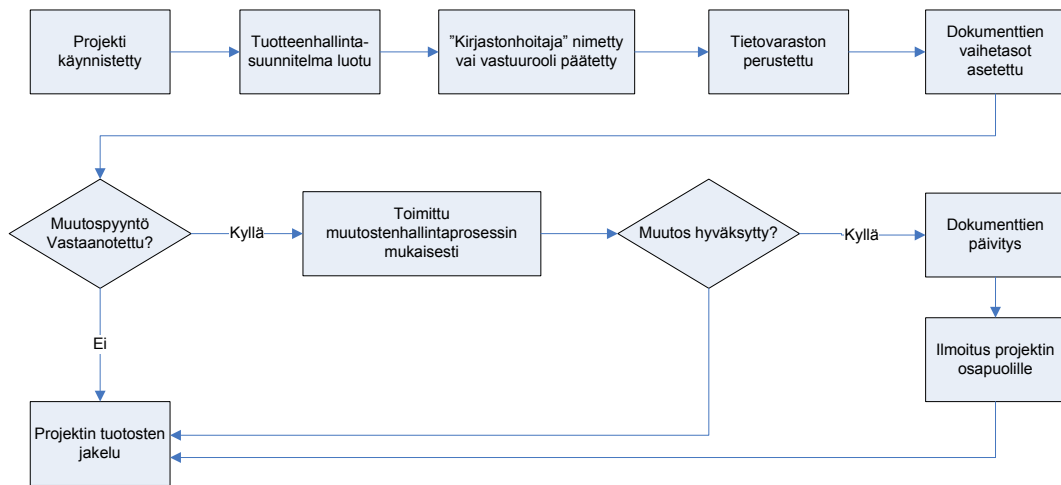 Projekti
käynnistetty
Tuotteenhallinta-
suunnitelma luotu
”Kirjastonhoitaja” nimetty
vai vastuurooli päätetty
Tietovaraston
perustettu
Dokumenttien
vaihetasot
asetettu
Muutospyyntö
Vastaanotettu?
Kyllä
Toimittu
muutostenhallintaprosessin
mukaisesti
Muutos hyväksytty?
Kyllä
Dokumenttien
päivitys
Ei
Ilmoitus projektin
osapuolille
Projektin tuotosten
jakelu